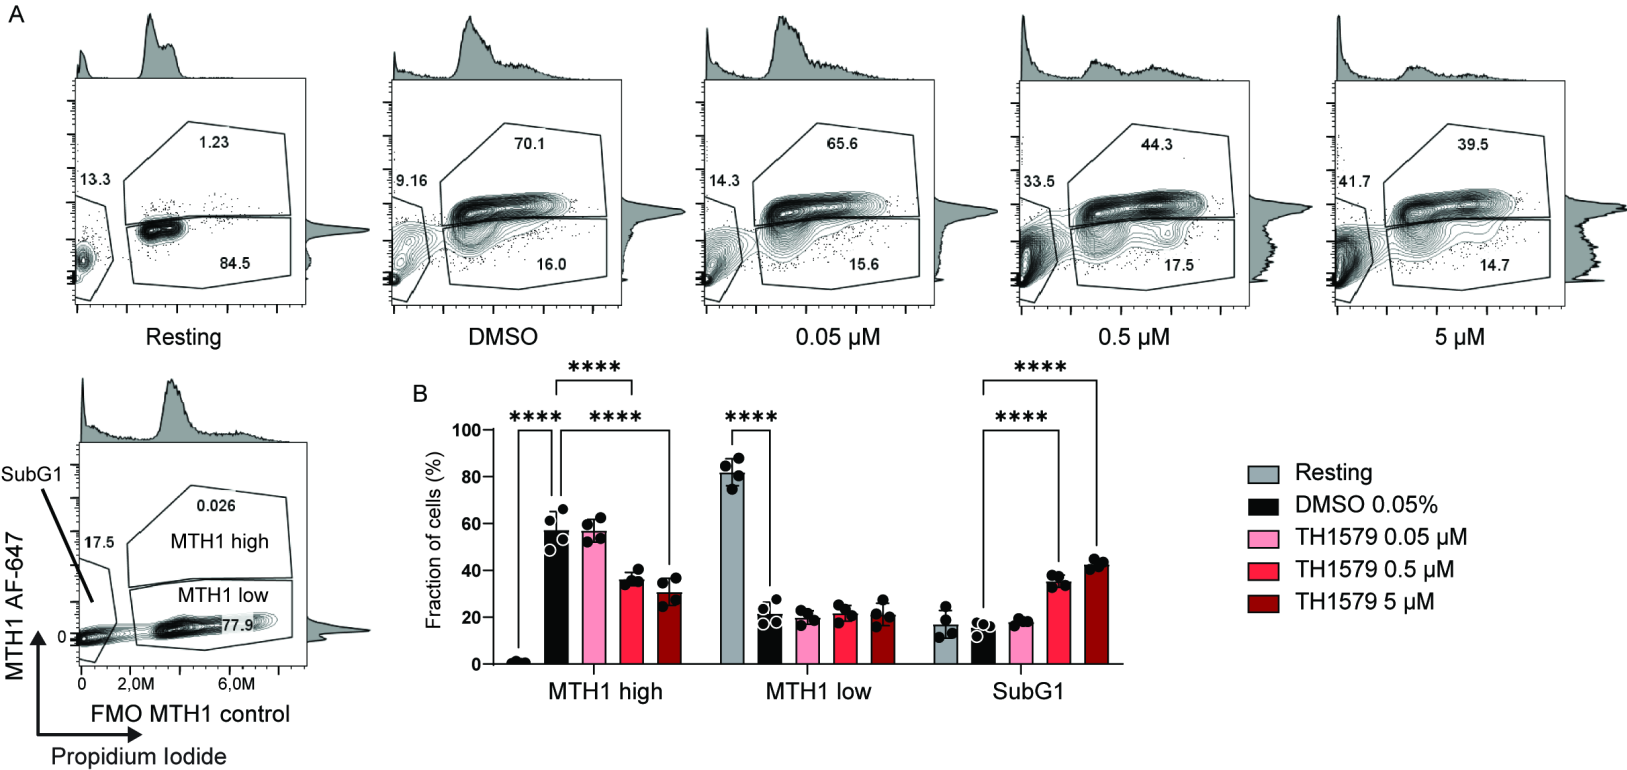 A
1.23
13.3
84.5
Resting
70.1
9.16
16.0
DMSO
65.6
14.3
15.6
0.05 µM
44.3
33.5
17.5
0.5 µM
39.5
41.7
14.7
5 µM
SubG1
17.5
0.026
MTH1 high
MTH1 low
77.9
0
0
2,0M
6,0M
FMO MTH1 control
MTH1 AF-647
Propidium Iodide
B
****
****
****
****
****
****
****
Fraction of cells (%)
100
80
60
40
20
0
MTH1 high
MTH1 low
SubG1
Resting
DMSO 0.05%
TH1579 0.05 µM
TH1579 0.5 µM
TH1579 5 µM